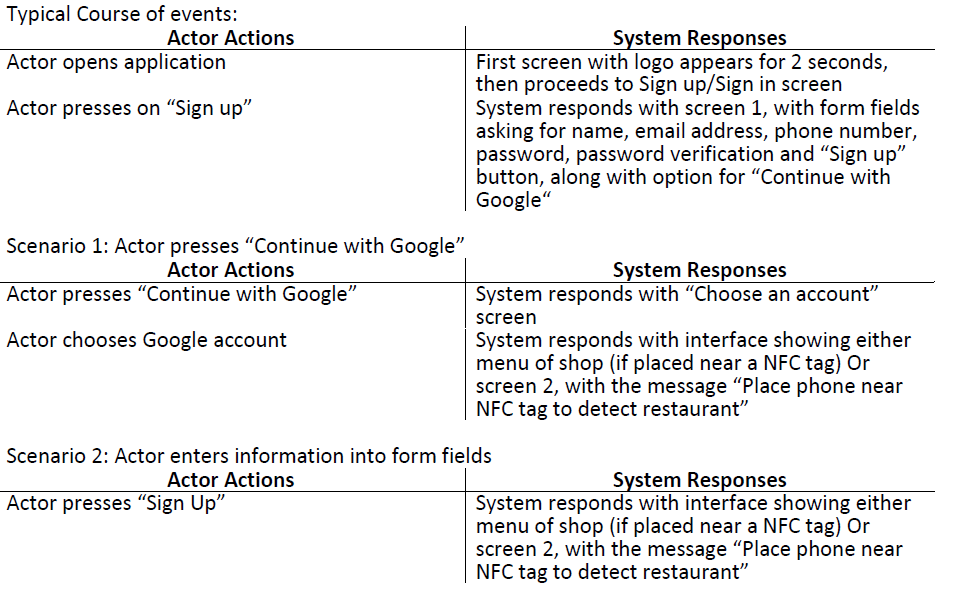 Typical Course of events:
Actor Actions System Responses
Actor opens application First screen with logo appears for 2 seconds,
then proceeds to Sign up/Sign in screen
Actor presses on “Sign up” System responds with screen 1, with form fields
asking for name, email address, phone number,
password, password verification and “Sign up”
button, along with option for “Continue with
Google“
Scenario 1: Actor presses “Continue with Google”
Actor Actions System Responses
Actor presses “Continue with Google” System responds with “Choose an account”
screen
Actor chooses Google account System responds with interface showing either
menu of shop (if placed near a NFC tag) Or
screen 2, with the message “Place phone near
NFC tag to detect restaurant”
Scenario 2: Actor enters information into form fields
Actor Actions System Responses
Actor presses “Sign Up” System responds with interface showing either
menu of shop (if placed near a NFC tag) Or
screen 2, with the message “Place phone near
NFC tag to detect restaurant”